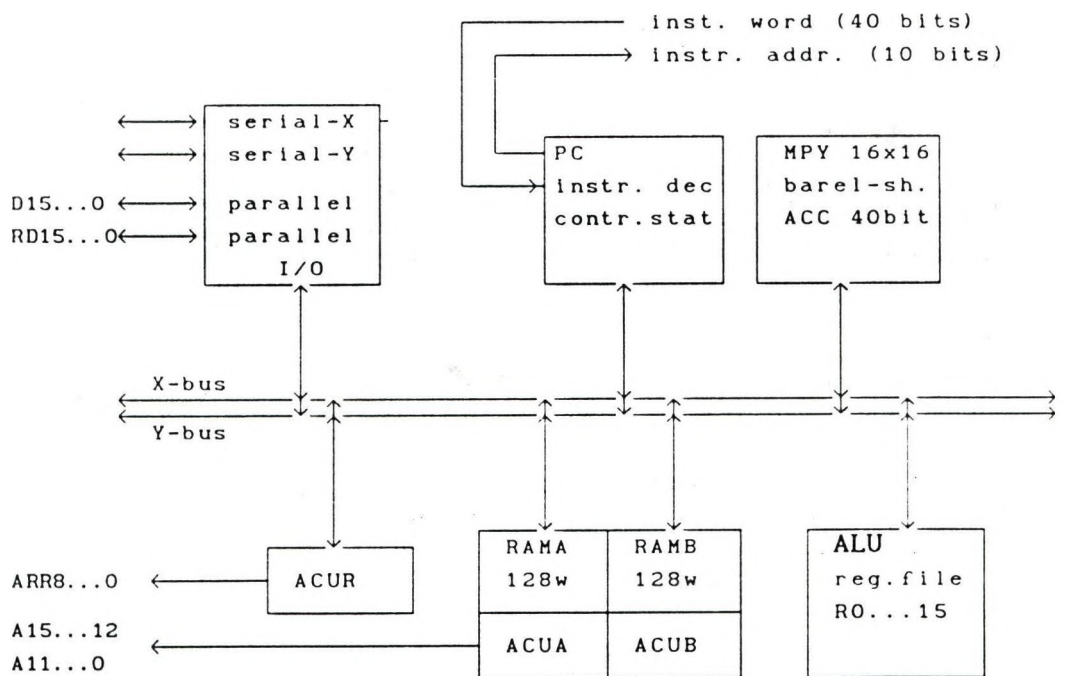 inst. word (40 bits)
instr. addr. (10 bits)
serial-X
serial-Y
D15...0
parallel
RD15...0
parallel
I/O
PC
instr. dec
contr.stat
MPY 16x16
barel-sh.
ACC 40bit
X-bus
Y-bus
ARR8...0
ACUR
A15...12
A11...0
RAMA
128w
RAMB
128w
ACUA
ACUB
ALU
reg.file
RO...15